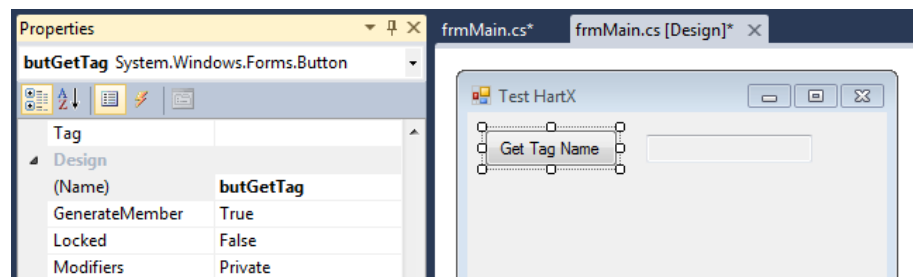 Properties
butGetTag System.Windows.Forms.Button
Tag
Design
(Name) butGetTag
GenerateMember True
Locked False
Modifiers Private
frmMain.cs* frmMain.cs [Design]*
Test HartX
Get Tag Name